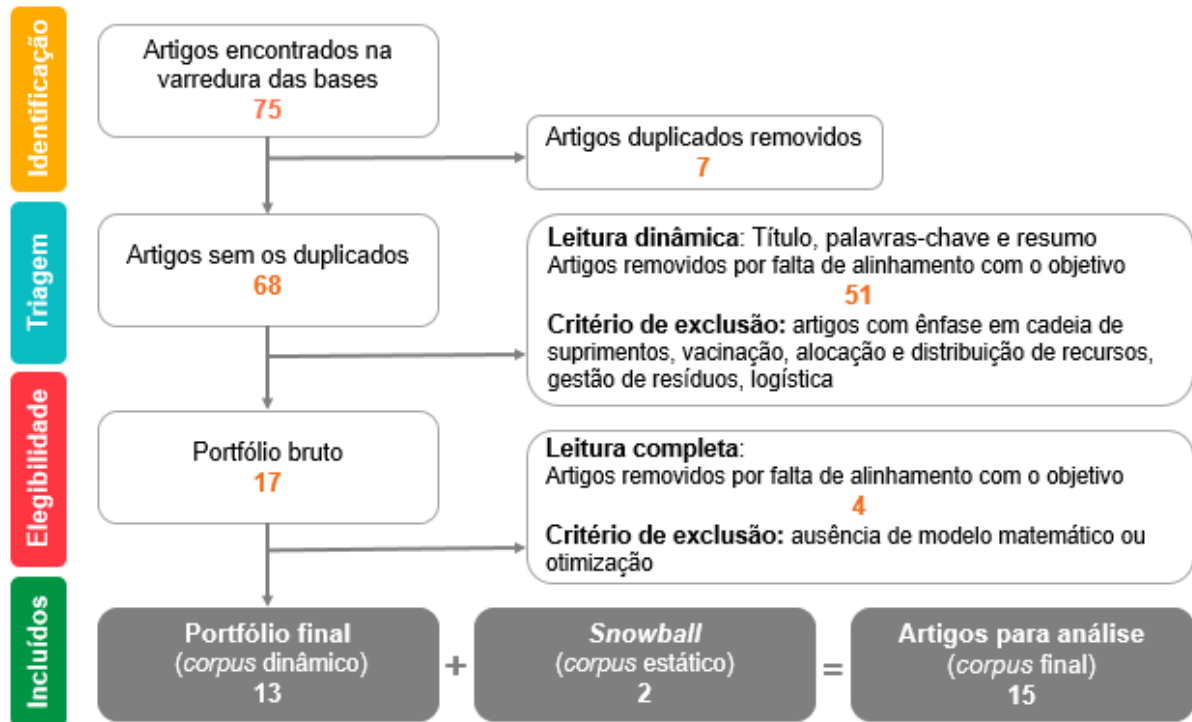 Identificação
Artigos encontrados na
varredura das bases
75
Artigos duplicados removidos
7
Triagem
Artigos sem os duplicados
68
Leitura dinâmica: Título, palavras-chave e resumo
Artigos removidos por falta de alinhamento com o objetivo
51
Critério de exclusão: artigos com ênfase em cadeia de
suprimentos, vacinação, alocação e distribuição de recursos,
gestão de resíduos, logística
Elegibilidade
Portfólio bruto
17
Leitura completa:
Artigos removidos por falta de alinhamento com o objetivo
4
Critério de exclusão: ausência de modelo matemático ou
otimização
Incluídos
Portfólio final
(corpus dinâmico)
13
+
Snowball
(corpus estático)
2
=
Artigos para análise
(corpus final)
15